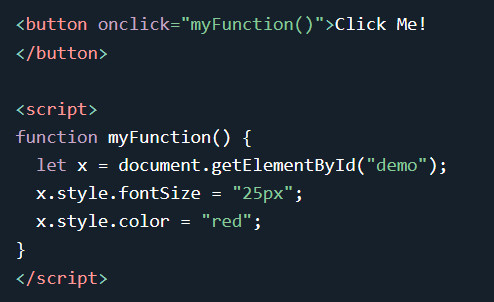 <button onclick="myFunction()">Click Me!
</button>
<script>
function myFunction() {
  let x = document.getElementById("demo");
  x.style.fontSize = "25px";
  x.style.color = "red";
}
</script>